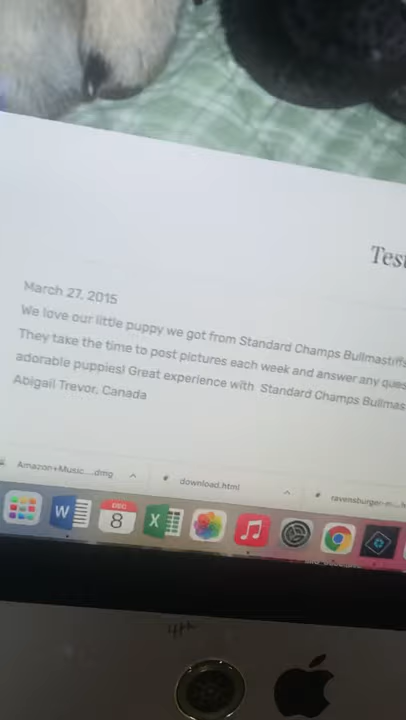 Test
March 27, 2015
We love our little puppy we got from Standard Champs Bullmastiffs
They take the time to post pictures each week and answer any ques
adorable puppies! Great experience with Standard Champs Bullmas
Abigail Trevor, Canada
Amazon+Music....dmg
download.html
ravensburger-m...
W
DEC
8
X
4th